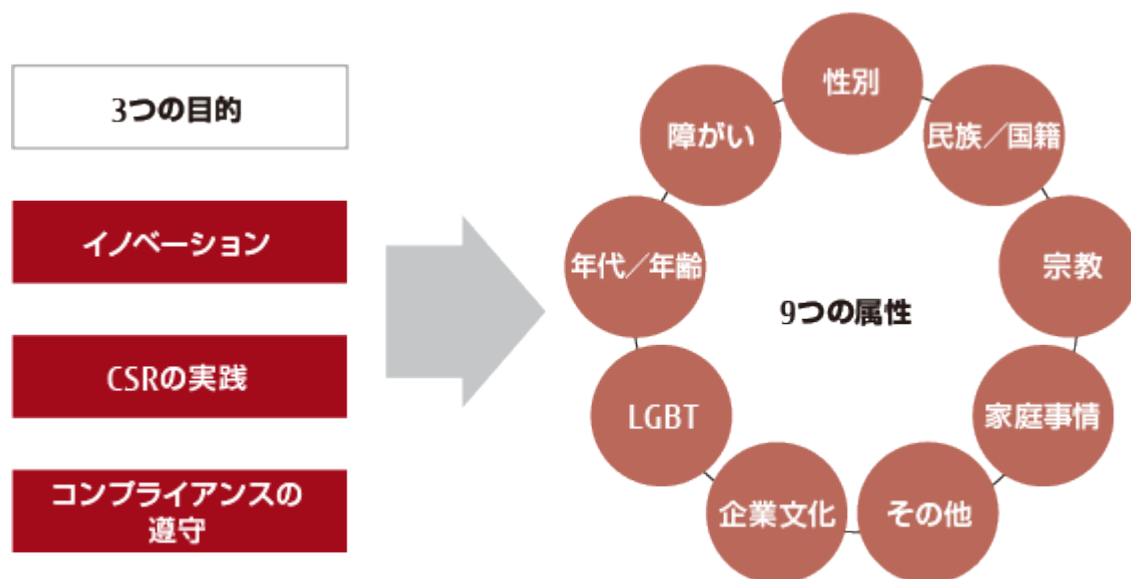 3つの目的
イノベーション
CSRの実践
コンプライアンスの
遵守
性別
民族／国籍
宗教
家庭事情
その他
企業文化
LGBT
年代／年齢
障がい
9つの属性